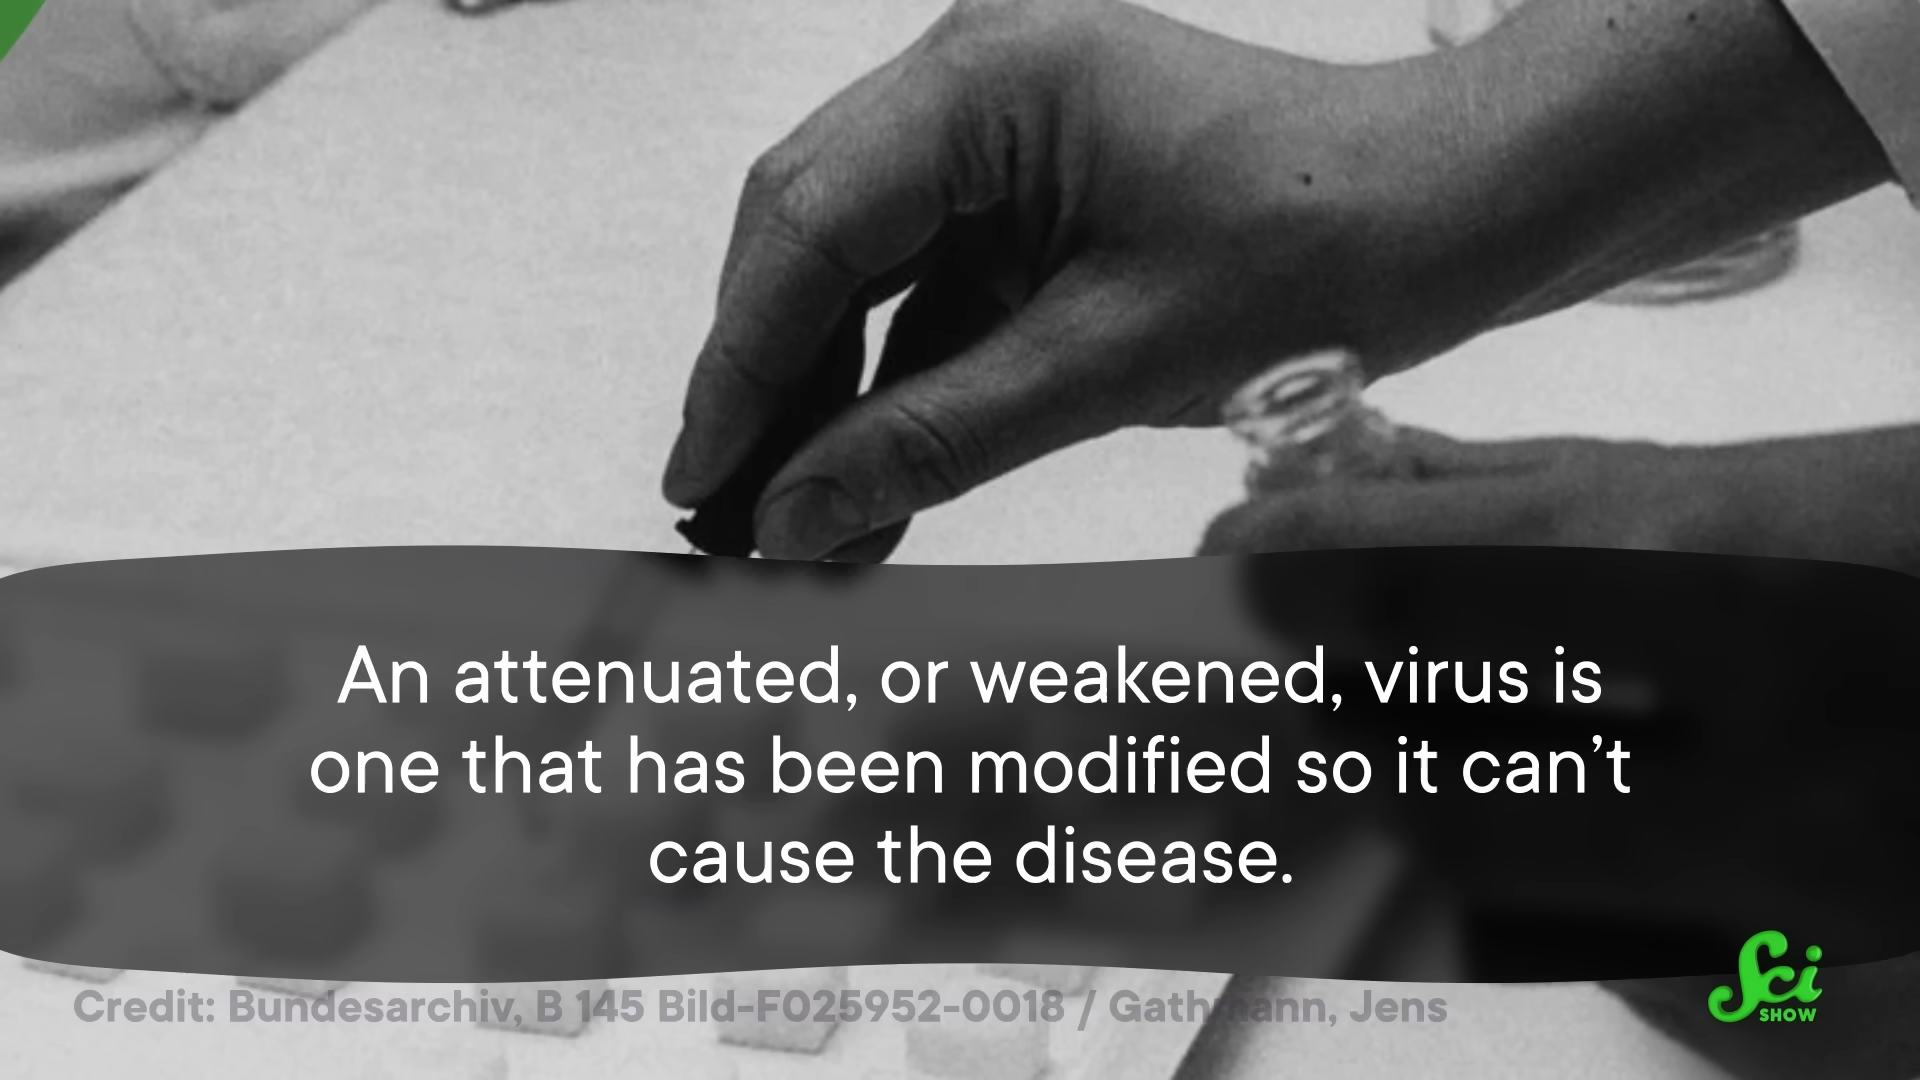 An attenuated, or weakened, virus is
one that has been modified so it can’t
cause the disease.
Credit: Bundesarchiv, B 145 Bild-F025952-0018 / Gathmann, Jens
Sci
SHOW